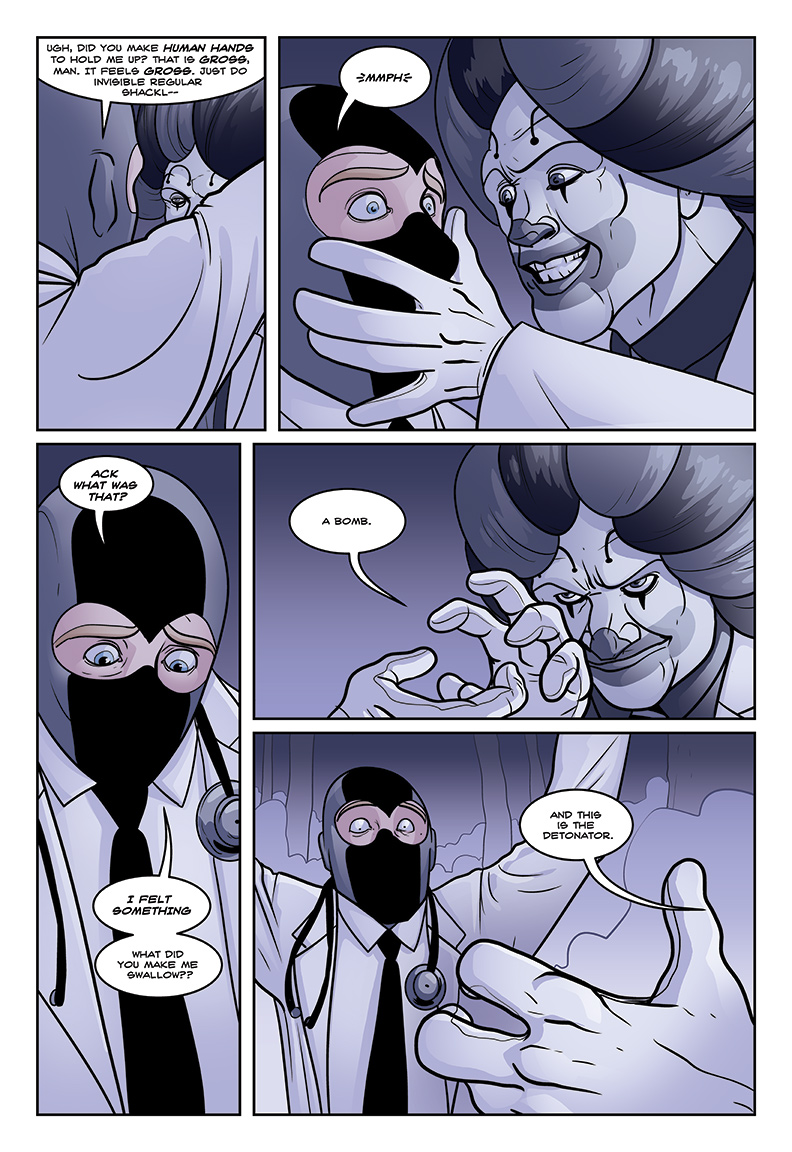 UGH, DID YOU MAKE HUMAN HANDS
TO HOLD ME UP? THAT IS GROSS,
MAN. IT FEELS GROSS. JUST DO
INVISIBLE REGULAR
SHACKL--
MMPH
ACK
WHAT WAS
THAT?
I FELT
SOMETHING
WHAT DID
YOU MAKE ME
SWALLOW??
A BOMB.
AND THIS
IS THE
DETONATOR.